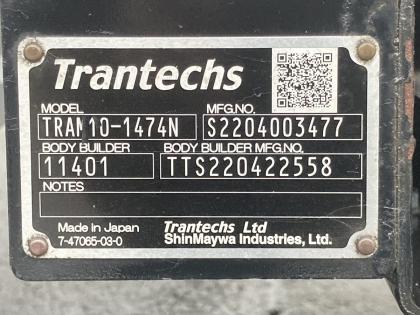 Trantechs
MODEL MFG.NO.
TRAM10-1474N S2204003477
BODY BUILDER BODY BUILDER MFG.NO.
11401 TTS220422558
NOTES
Made in Japan Trantechs Ltd
7-47065-03-0 ShinMaywa Industries, Ltd.